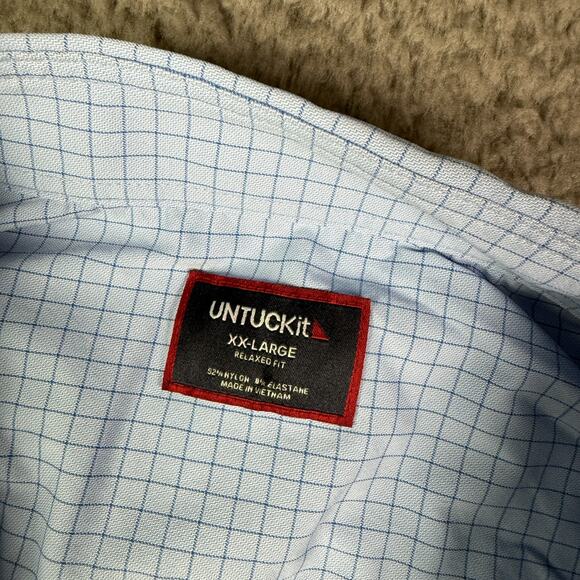 UNTUCKit
XX-LARGE
RELAXED FIT
92% NYLON 8% ELASTANE
MADE IN VIETNAM